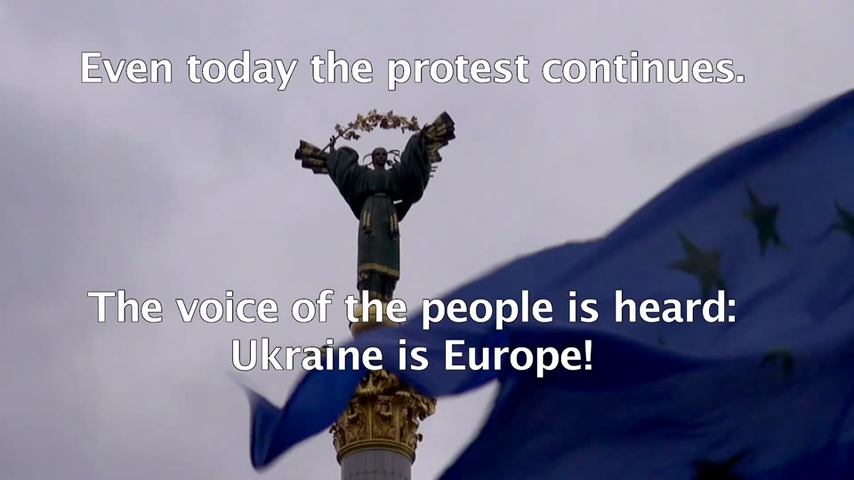 Even today the protest continues.
The voice of the people is heard:
Ukraine is Europe!